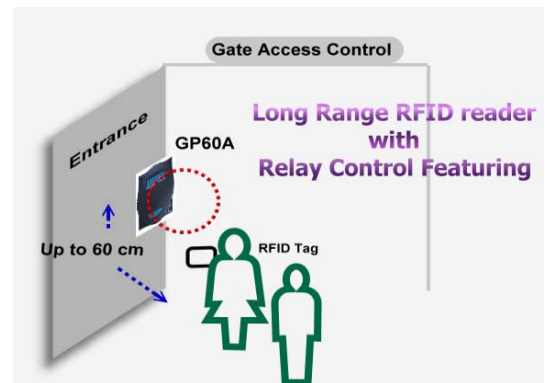 Gate Access Control
Long Range RFID reader
with
Relay Control Featuring
Entrance
GP60A
Up to 60 cm
RFID Tag